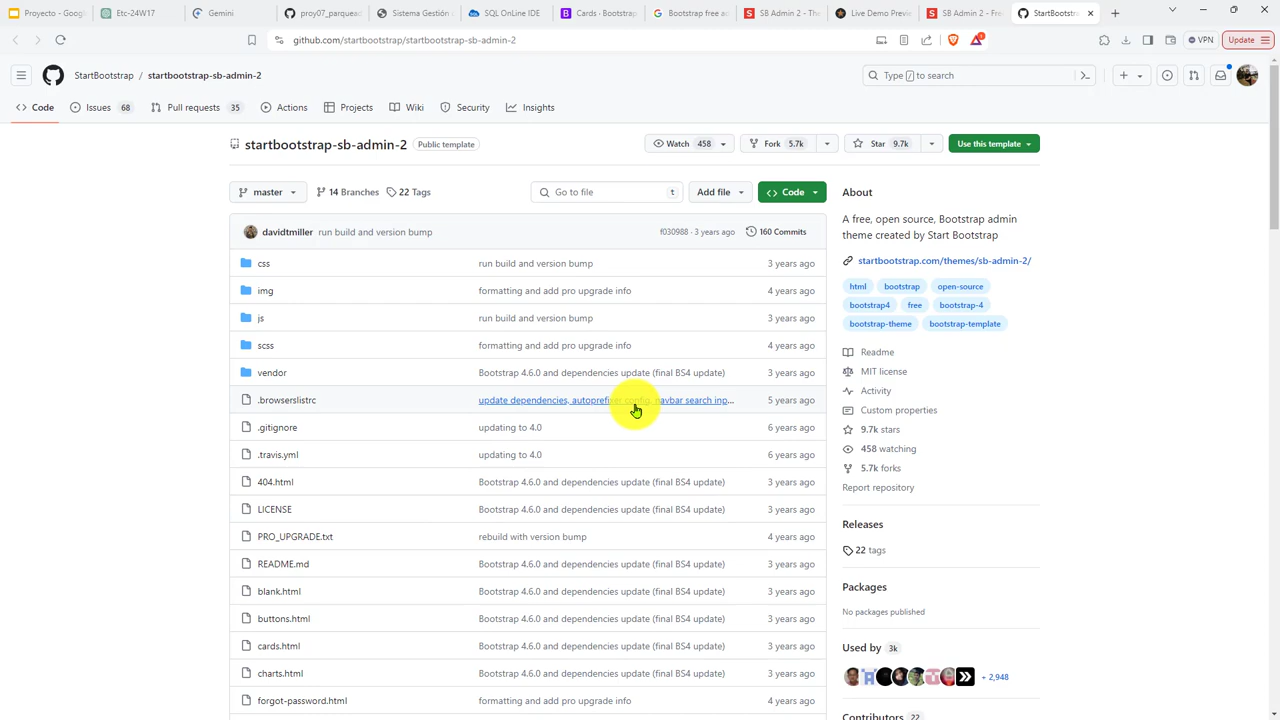 Proyecto - Goog
Etc-24W17
Gemini
proy07_parquead
Sistema Gestión
SQL OnLine IDE
Cards · Bootstrap
Bootstrap free ad
SB Admin 2 - The
Live Demo Previ
SB Admin 2 - Fre
StartBootst
github.com/startbootstrap/startbootstrap-sb-admin-2
VPN
Update
StartBootstrap / startbootstrap-sb-admin-2
Type / to search
Code
Issues 68
Pull requests 35
Actions
Projects
Wiki
Security
Insights
startbootstrap-sb-admin-2 Public template
Watch 458
Fork 5.7k
Star 9.7k
Use this template
master
14 Branches
22 Tags
Go to file t
Add file
Code
davidtmiller run build and version bump f030988 · 3 years ago 160 Commits
css run build and version bump 3 years ago
img formatting and add pro upgrade info 4 years ago
js run build and version bump 3 years ago
scss formatting and add pro upgrade info 4 years ago
vendor Bootstrap 4.6.0 and dependencies update (final BS4 update) 3 years ago
.browserslistrc update dependencies, autoprefixer config, navbar search inp... 5 years ago
.gitignore updating to 4.0 6 years ago
.travis.yml updating to 4.0 6 years ago
404.html Bootstrap 4.6.0 and dependencies update (final BS4 update) 3 years ago
LICENSE Bootstrap 4.6.0 and dependencies update (final BS4 update) 3 years ago
PRO_UPGRADE.txt rebuild with version bump 3 years ago
README.md Bootstrap 4.6.0 and dependencies update (final BS4 update) 3 years ago
blank.html Bootstrap 4.6.0 and dependencies update (final BS4 update) 3 years ago
buttons.html Bootstrap 4.6.0 and dependencies update (final BS4 update) 3 years ago
cards.html Bootstrap 4.6.0 and dependencies update (final BS4 update) 3 years ago
charts.html Bootstrap 4.6.0 and dependencies update (final BS4 update) 3 years ago
forgot-password.html formatting and add pro upgrade info 4 years ago
About
A free, open source, Bootstrap admin
theme created by Start Bootstrap
startbootstrap.com/themes/sb-admin-2/
html bootstrap open-source
bootstrap4 free bootstrap-4
bootstrap-theme bootstrap-template
Readme
MIT license
Activity
Custom properties
9.7k stars
458 watching
5.7k forks
Report repository
Releases
22 tags
Packages
No packages published
Used by 3k
+ 2,948
Contributors 22